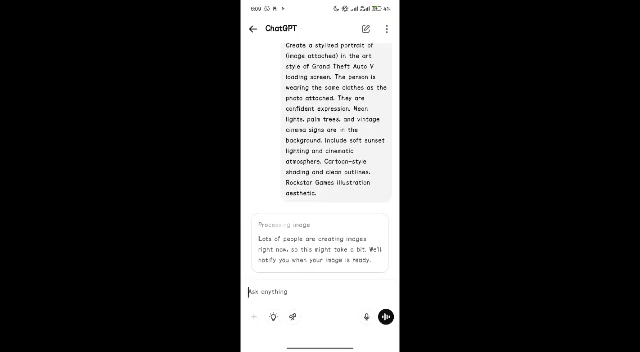 ChatGPT
Create a stylized portrait of
(image attached) in the art
style of Grand Theft Auto V
loading screen. The person is
wearing the same clothes as the
photo attached. They are
confident expression. Neon
lights, palm trees, and vintage
cinema signs are in the
background. Include soft sunset
lighting and cinematic
atmosphere. Cartoon-style
shading and clean outlines.
Rockstar Games illustration
aesthetic.
Processing image
Lots of people are creating images
right now, so this might take a bit. We'll
notify you when your image is ready.
Ask anything